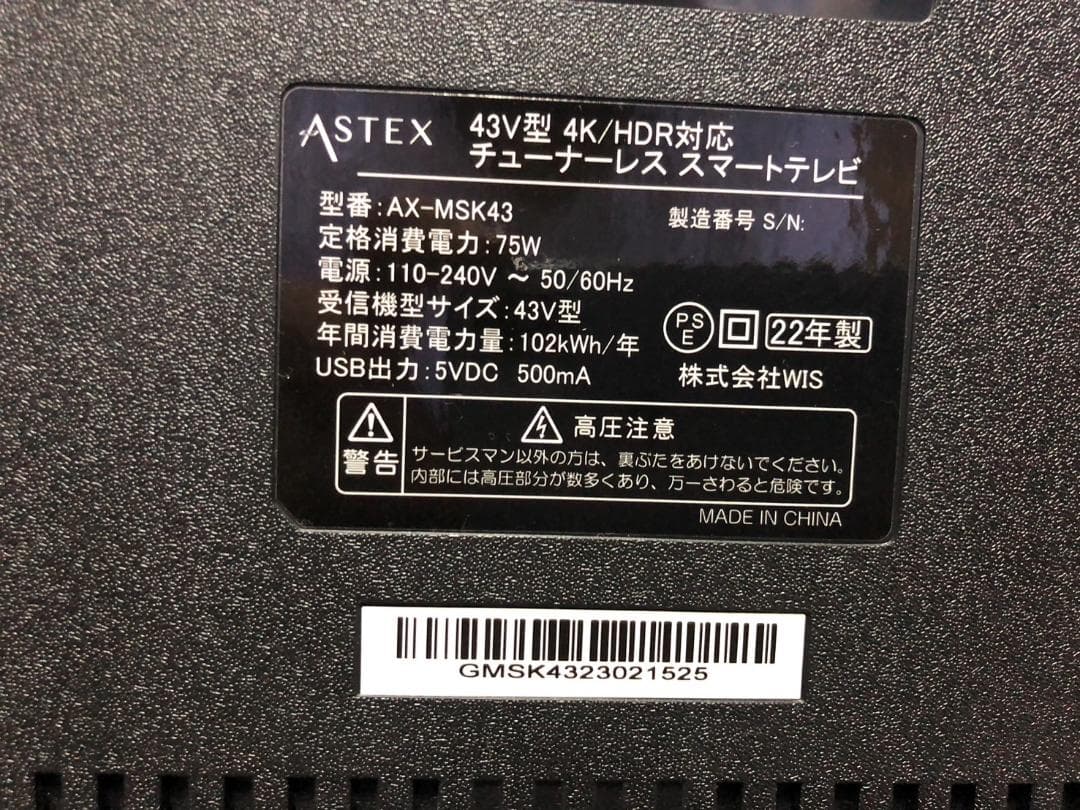 ASTEX 43V型 4K/HDR対応
チューナーレス スマートテレビ
型番:AX-MSK43
製造番号 S/N:
定格消費電力:75W
電源:110-240V ～ 50/60Hz
受信機型サイズ:43V型
年間消費電力量:102kWh/年
USB出力:5VDC 500mA
PSE 22年製
株式会社WIS
警告
高圧注意
サービスマン以外の方は、裏ぶたをあけないでください。
内部には高圧部分が数多くあり、万一さわると危険です。
MADE IN CHINA
GMSK4323021525